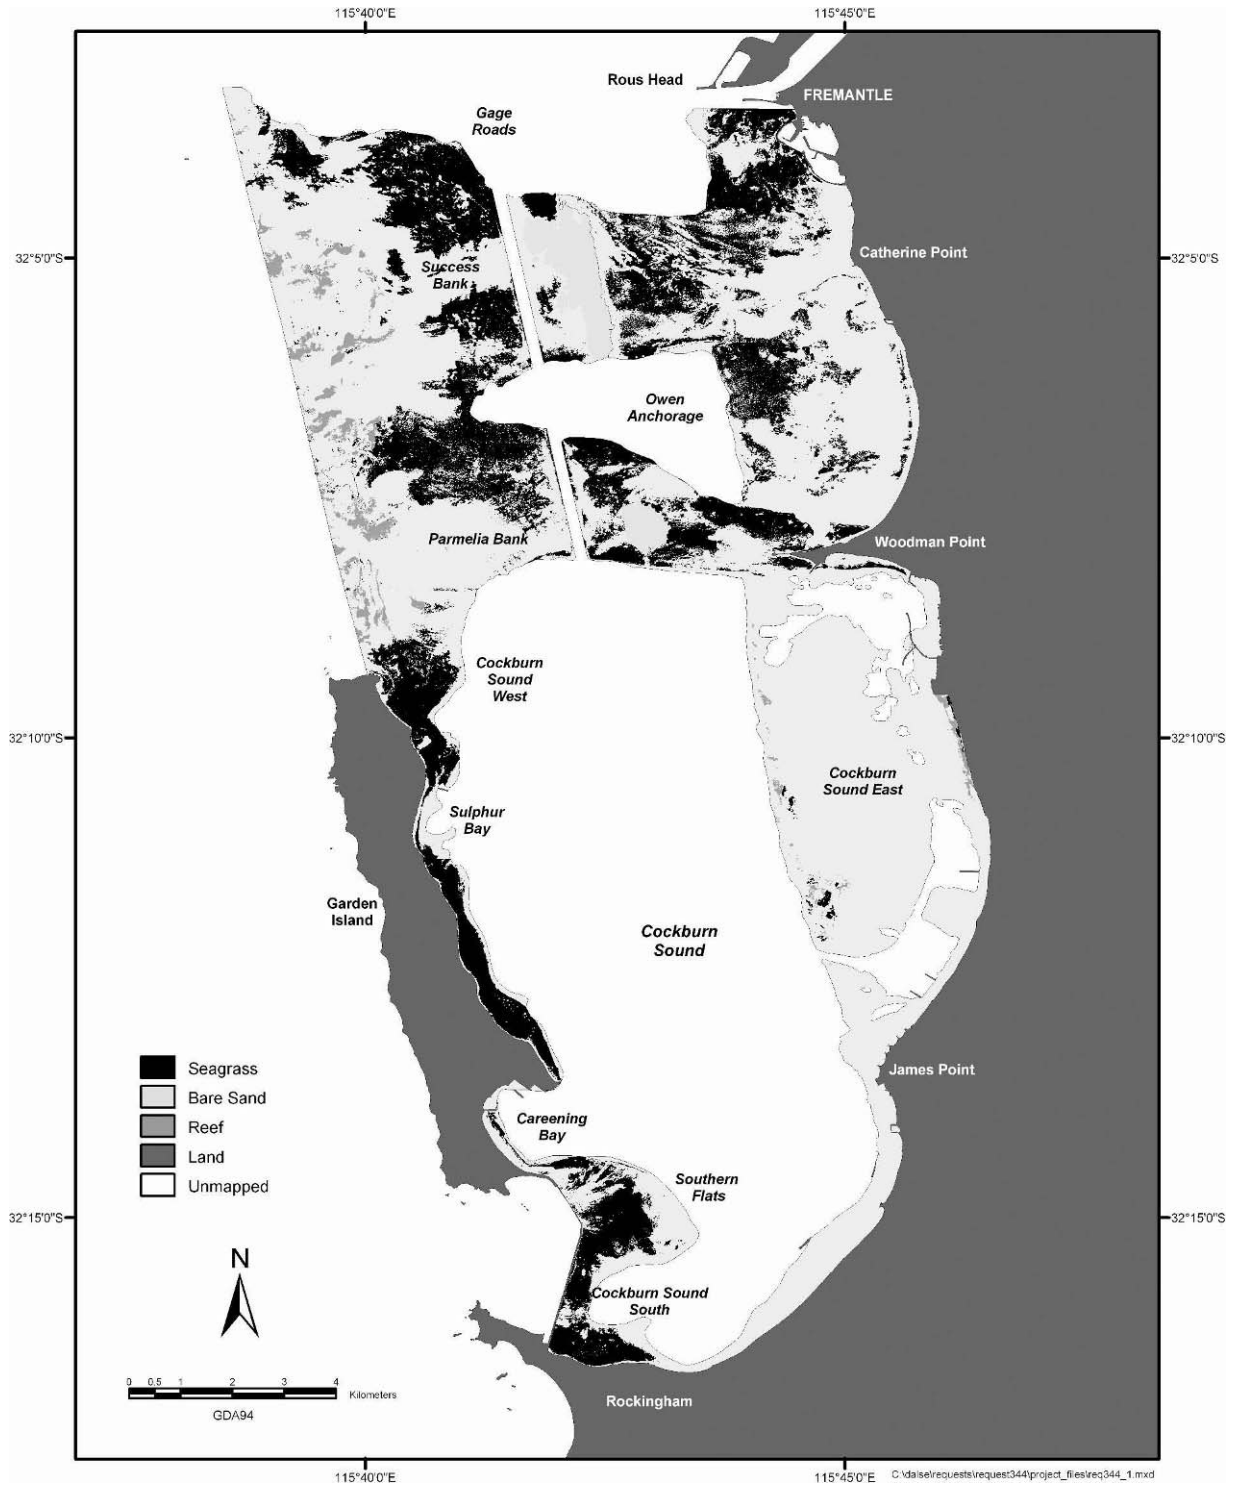 115°40'0"E
115°45'0"E
Rous Head
FREMANTLE
Gage
Roads
Catherine Point
32°5'0"S
32°5'0"S
Success
Bank
Owen
Anchorage
Parmelia Bank
Woodman Point
Cockburn
Sound
West
32°10'0"S
32°10'0"S
Cockburn
Sound East
Sulphur
Bay
Garden
Island
Cockburn
Sound
Seagrass
Bare Sand
Reef
Land
Unmapped
James Point
Careening
Bay
Southern
Flats
32°15'0"S
32°15'0"S
N
Cockburn Sound
South
0 0.5 1 2 3 4
Kilometers
GDA94
Rockingham
115°40'0"E
115°45'0"E
C:\dalse\requests\request344\project_files\req344_1.mxd